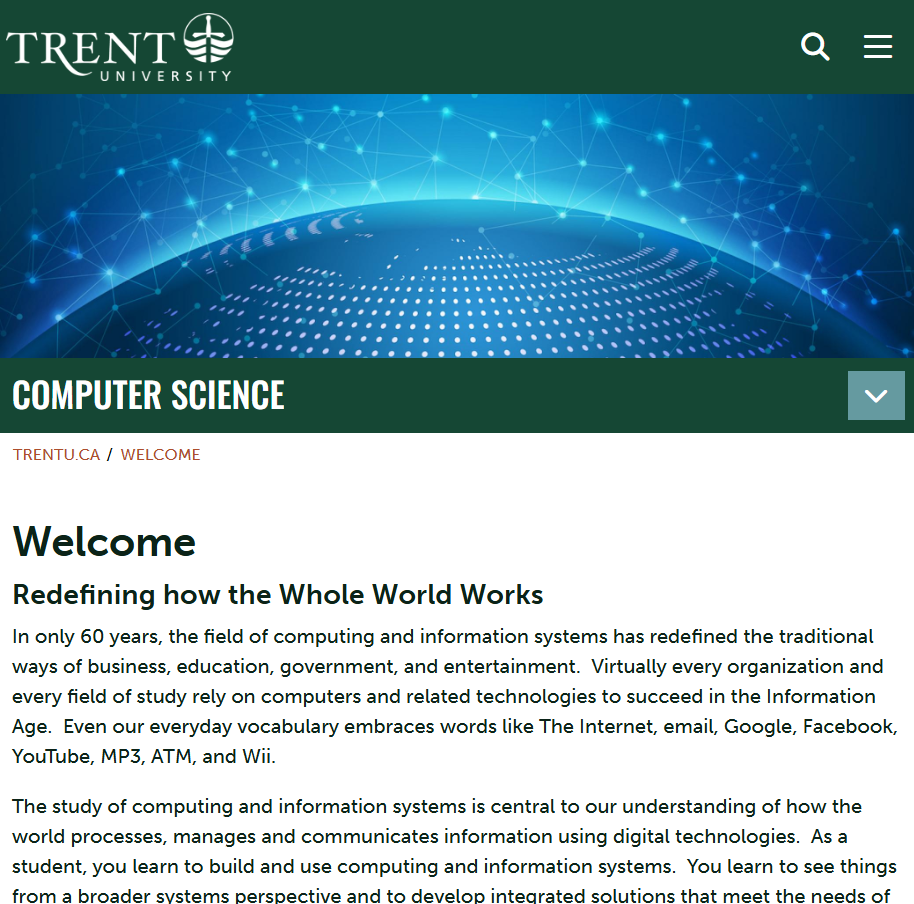 TRENT
UNIVERSITY
COMPUTER SCIENCE
TRENTU.CA / WELCOME
Welcome
Redefining how the Whole World Works
In only 60 years, the field of computing and information systems has redefined the traditional
ways of business, education, government, and entertainment.  Virtually every organization and
every field of study rely on computers and related technologies to succeed in the Information
Age.  Even our everyday vocabulary embraces words like The Internet, email, Google, Facebook,
YouTube, MP3, ATM, and Wii.
The study of computing and information systems is central to our understanding of how the
world processes, manages and communicates information using digital technologies.  As a
student, you learn to build and use computing and information systems.  You learn to see things
from a broader systems perspective and to develop integrated solutions that meet the needs of